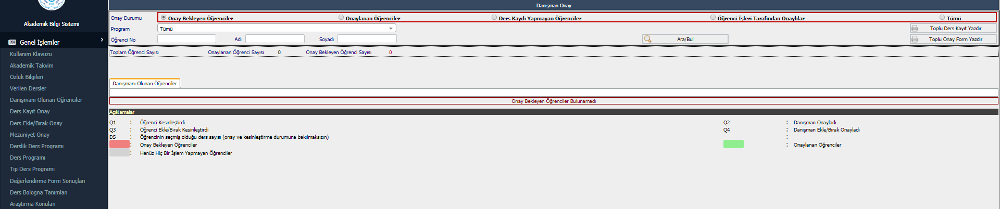 Danışman Onay
Akademik Bilgi Sistemi
Genel İşlemler
Kullanım Klavuzu
Akademik Takvim
Özlük Bilgileri
Verilen Dersler
Danışmanı Olunan Öğrenciler
Ders Kayıt Onay
Ders Ekle/Bırak Onay
Mezuniyet Onay
Derslik Ders Programı
Ders Programı
Tıp Ders Programı
Değerlendirme Form Sonuçları
Ders Bologna Tanımları
Araştırma Konuları
Onay Durumu Onay Bekleyen Öğrenciler Onaylanan Öğrenciler Ders Kaydı Yapmayan Öğrenciler Öğrenci İşleri Tarafından Onaylılar Tümü
Program Tümü Toplu Ders Kayıt Yazdır
Öğrenci No Adı Soyadı Ara/Bul Toplu Onay Form Yazdır
Toplam Öğrenci Sayısı Onaylanan Öğrenci Sayısı 0 Onay Bekleyen Öğrenci Sayısı 0
Danışmanı Olunan Öğrenciler
Onay Bekleyen Öğrenciler Bulunamadı
Açıklamalar
Q1 : Öğrenci Kesinleştirdi Q2 : Danışman Onayladı
Q3 : Öğrenci Ekle/Bırak Kesinleştirdi Q4 : Danışman Ekle/Bırak Onayladı
DS : Öğrencinin seçmiş olduğu ders sayısı (onay ve kesinleştirme durumuna bakılmaksızın) :
: Onay Bekleyen Öğrenciler : Onaylanan Öğrenciler
: Henüz Hiç Bir İşlem Yapmayan Öğrenciler